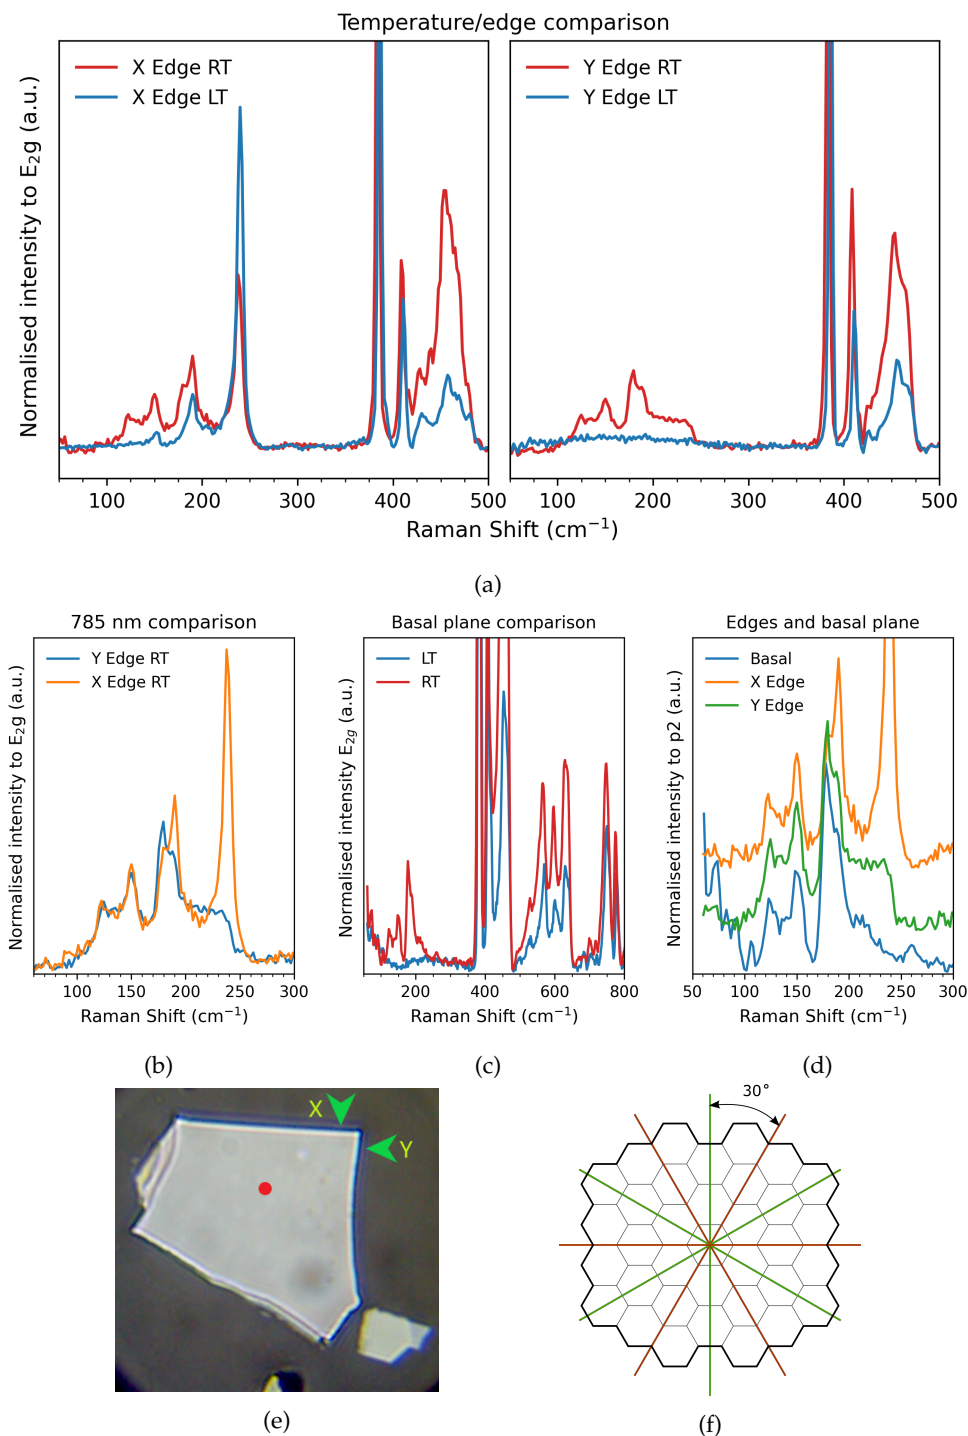 Temperature/edge comparison
Normalised intensity to E₂g (a.u.)
X Edge RT
X Edge LT
Y Edge RT
Y Edge LT
100 200 300 400 500 100 200 300 400 500
Raman Shift (cm⁻¹)
(a)
785 nm comparison
Normalised intensity to E₂g (a.u.)
Y Edge RT
X Edge RT
100 150 200 250 300
Raman Shift (cm⁻¹)
(b)
Basal plane comparison
Normalised intensity E₂g (a.u.)
LT
RT
200 400 600 800
Raman Shift (cm⁻¹)
(c)
Edges and basal plane
Normalised intensity to p2 (a.u.)
Basal
X Edge
Y Edge
50 100 150 200 250 300
Raman Shift (cm⁻¹)
(d)
X
Y
(e)
30°
(f)